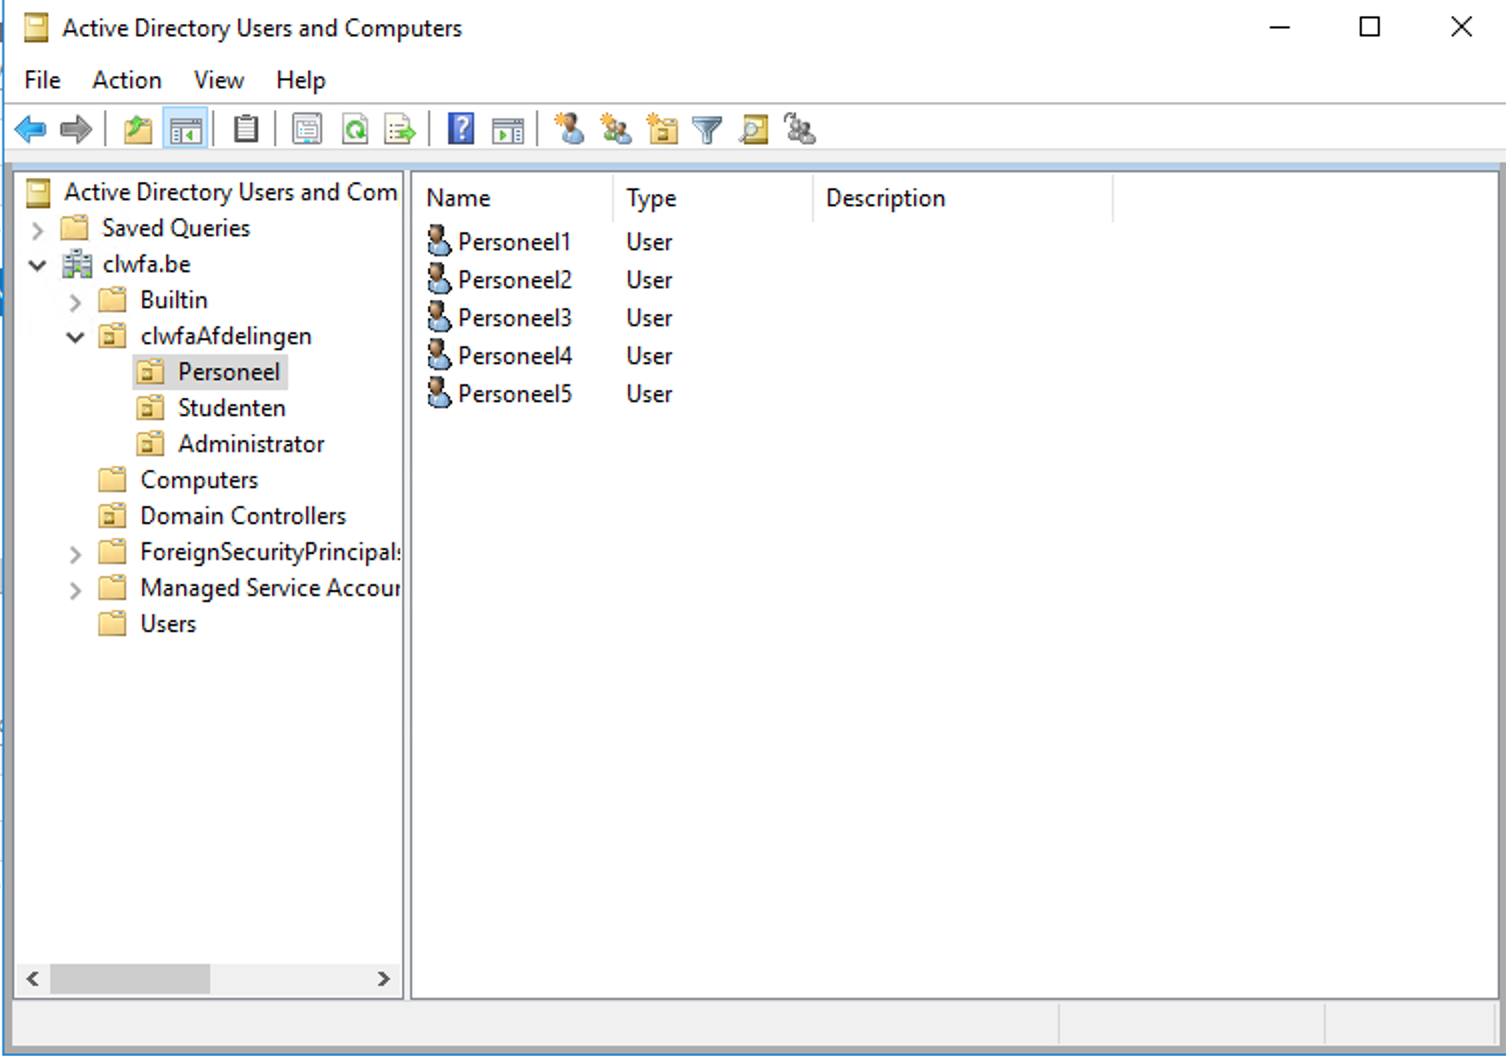 Active Directory Users and Computers
File Action View Help
Active Directory Users and Com
Saved Queries
clwfa.be
Builtin
clwfaAfdelingen
Personeel
Studenten
Administrator
Computers
Domain Controllers
ForeignSecurityPrincipals
Managed Service Accour
Users
Name Type Description
Personeel1 User
Personeel2 User
Personeel3 User
Personeel4 User
Personeel5 User